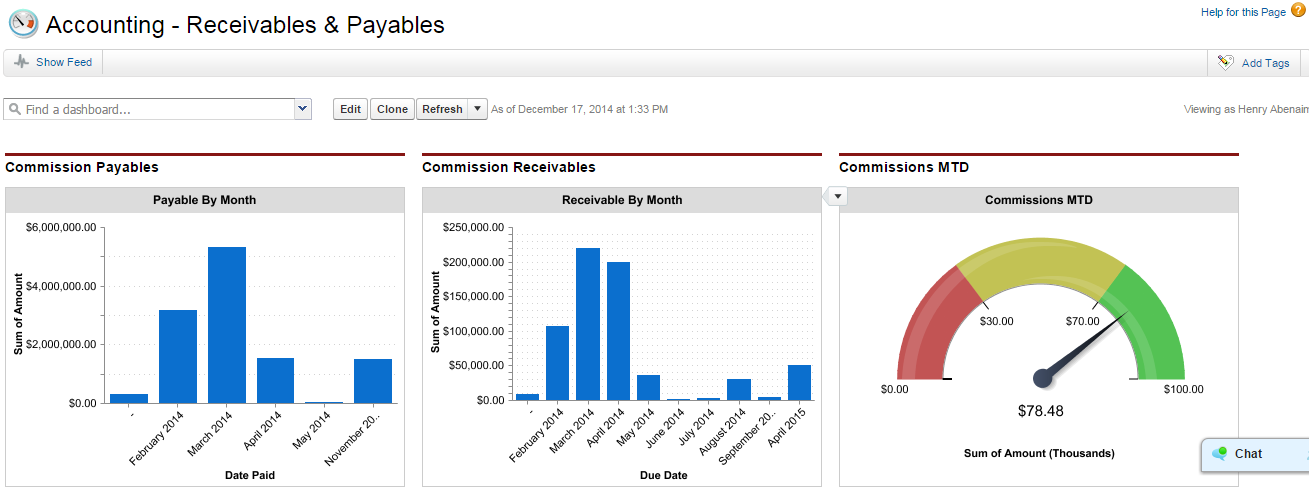 Accounting - Receivables & Payables
Help for this Page ?
Show Feed
Add Tags
Find a dashboard...
Edit
Clone
Refresh
As of December 17, 2014 at 1:33 PM
Viewing as Henry Abenaim
Commission Payables
Payable By Month
Sum of Amount
$6,000,000.00
$4,000,000.00
$2,000,000.00
$0.00
-
February 2014
March 2014
April 2014
May 2014
November 20..
Date Paid
Commission Receivables
Receivable By Month
Sum of Amount
$250,000.00
$200,000.00
$150,000.00
$100,000.00
$50,000.00
$0.00
-
February 2014
March 2014
April 2014
May 2014
June 2014
July 2014
August 2014
September 20..
April 2015
Due Date
Commissions MTD
Commissions MTD
$30.00
$70.00
$0.00
$100.00
$78.48
Sum of Amount (Thousands)
Chat